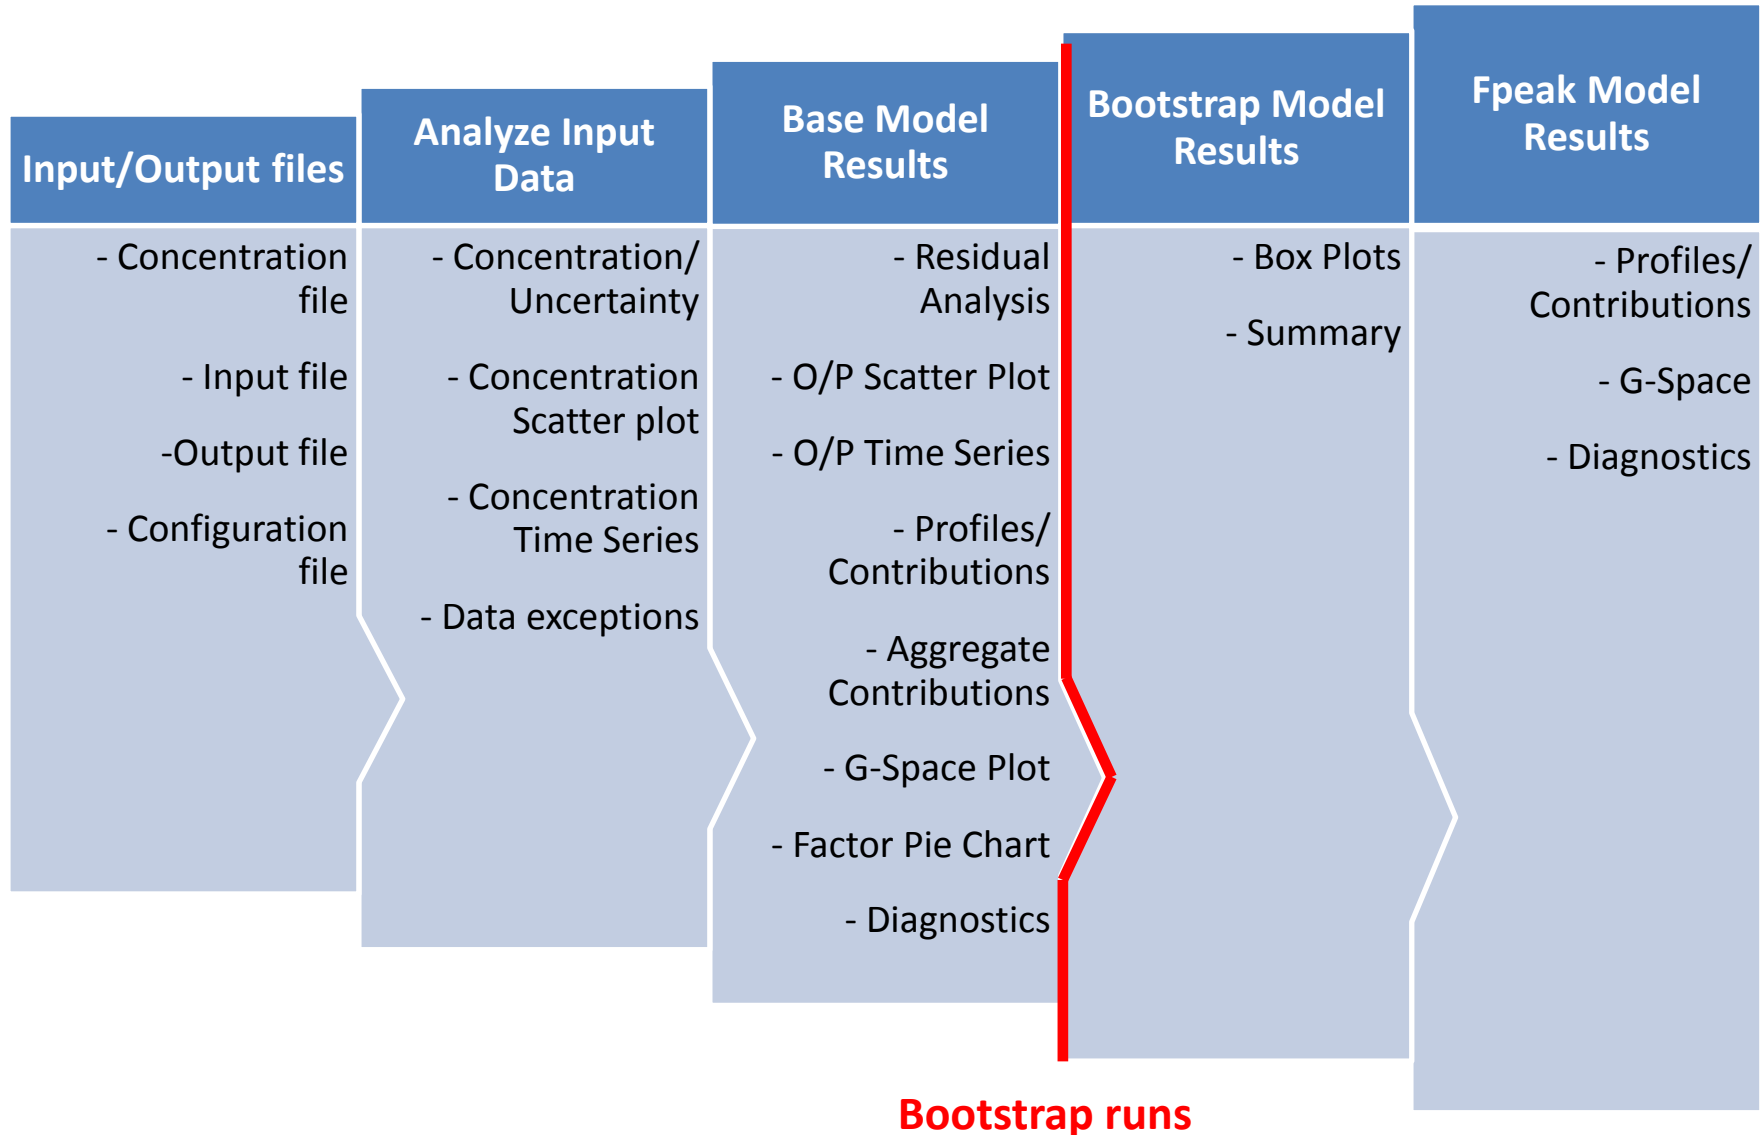 Input/Output files
- Concentration
file
- Input file
-Output file
- Configuration
file
Analyze Input
Data
- Concentration/
Uncertainty
- Concentration
Scatter plot
- Concentration
Time Series
- Data exceptions
Base Model
Results
- Residual
Analysis
- O/P Scatter Plot
- O/P Time Series
- Profiles/
Contributions
- Aggregate
Contributions
- G-Space Plot
- Factor Pie Chart
- Diagnostics
Bootstrap Model
Results
- Box Plots
- Summary
Fpeak Model
Results
- Profiles/
Contributions
- G-Space
- Diagnostics
Bootstrap runs